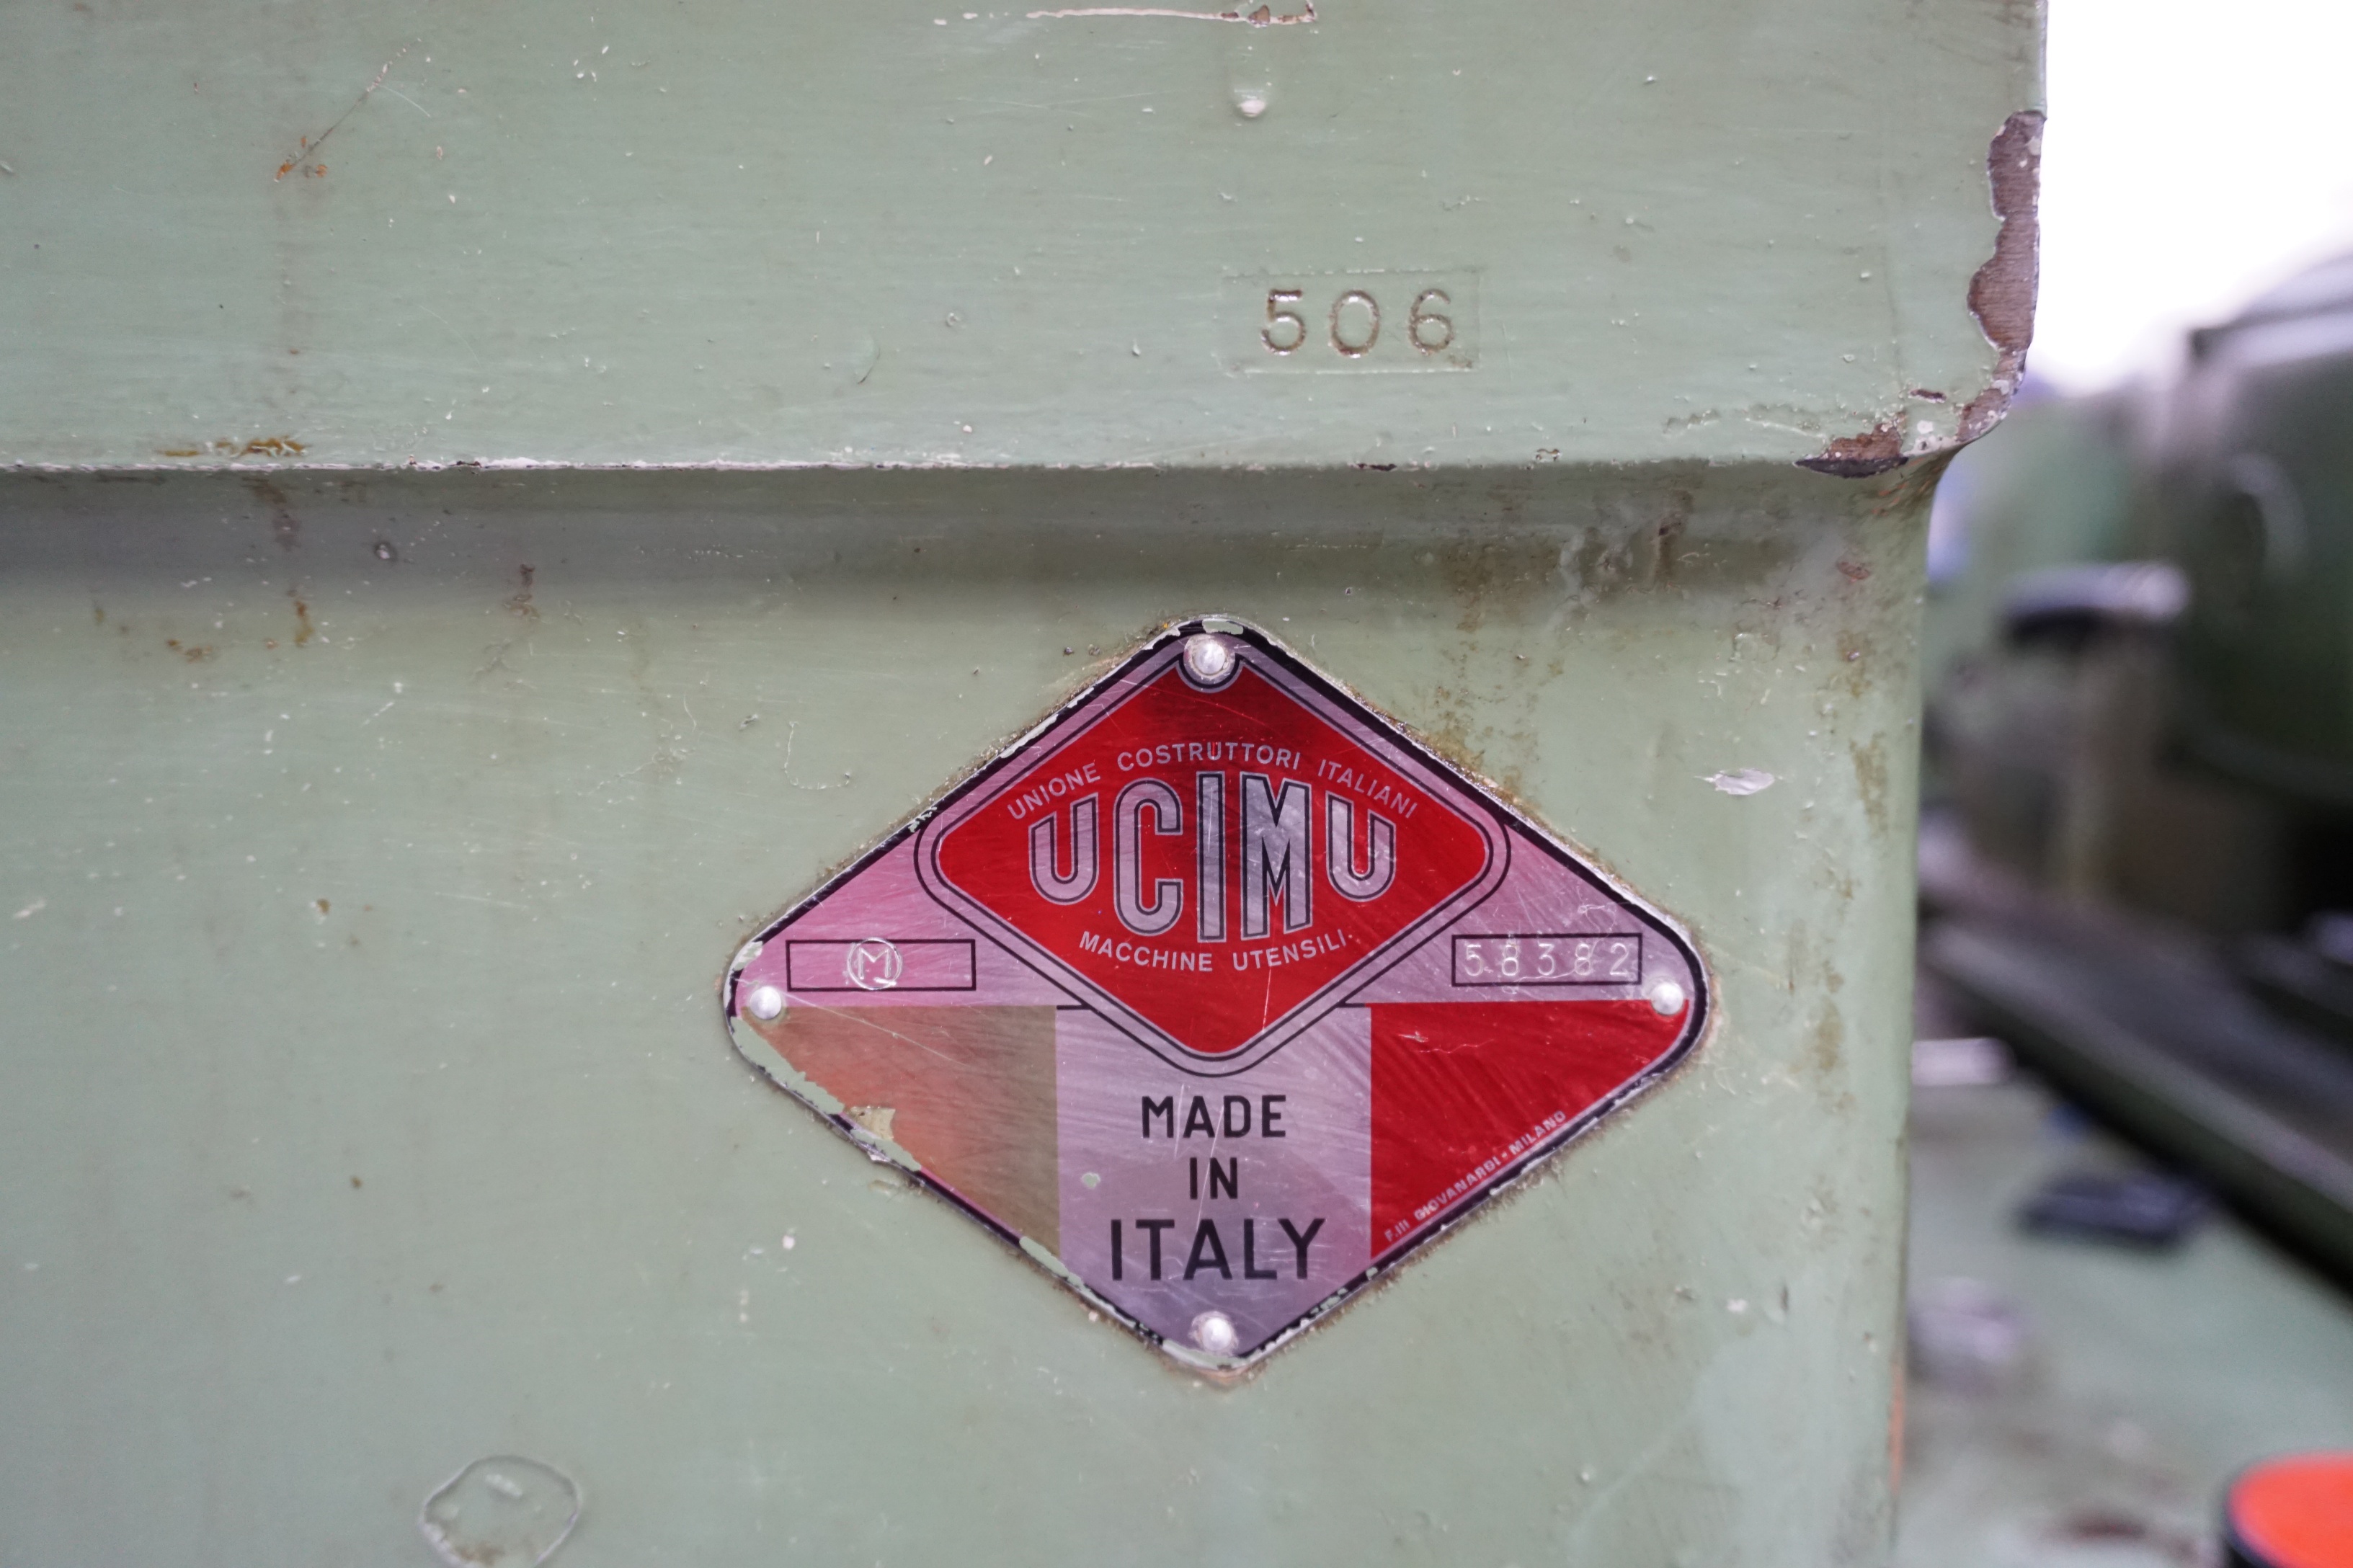 506
UNIONE COSTRUTTORI ITALIANI
UCIMU
MACCHINE UTENSILI
M
58382
MADE
IN
ITALY
F.lli GIOVANARDI - MILANO